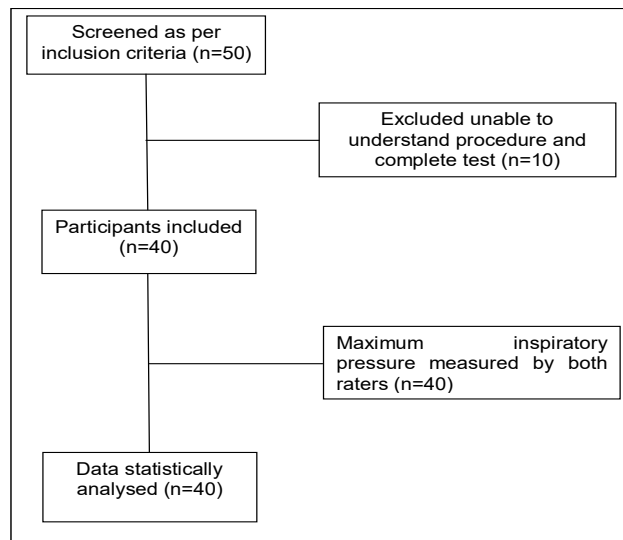 Screened as per
inclusion criteria (n=50)
Excluded unable to
understand procedure and
complete test (n=10)
Participants included
(n=40)
Maximum inspiratory
pressure measured by both
raters (n=40)
Data statistically
analysed (n=40)